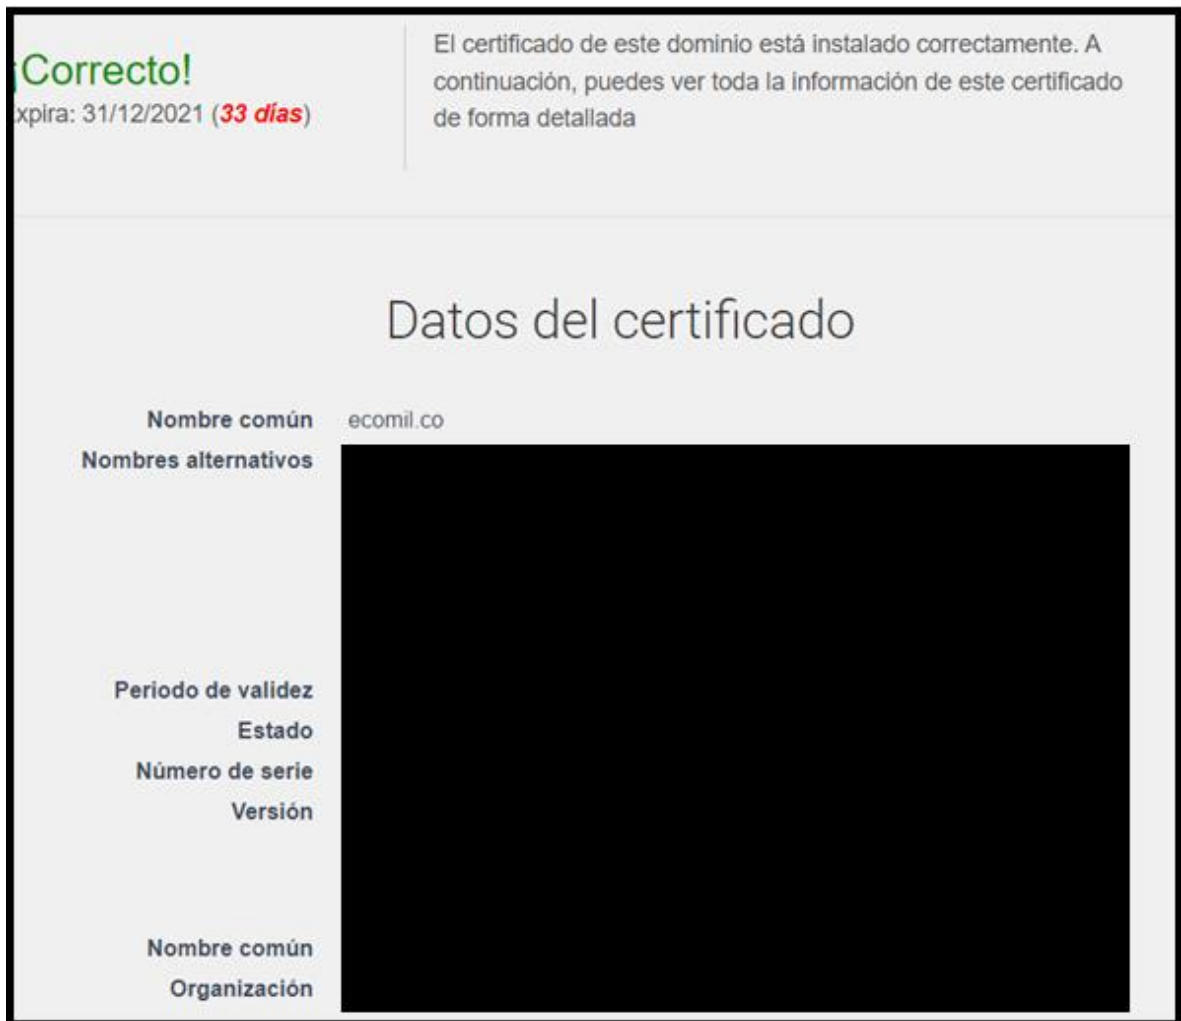 ¡Correcto!
xpira: 31/12/2021 (33 días)
El certificado de este dominio está instalado correctamente. A
continuación, puedes ver toda la información de este certificado
de forma detallada
Datos del certificado
Nombre común ecomil.co
Nombres alternativos
Periodo de validez
Estado
Número de serie
Versión
Nombre común
Organización